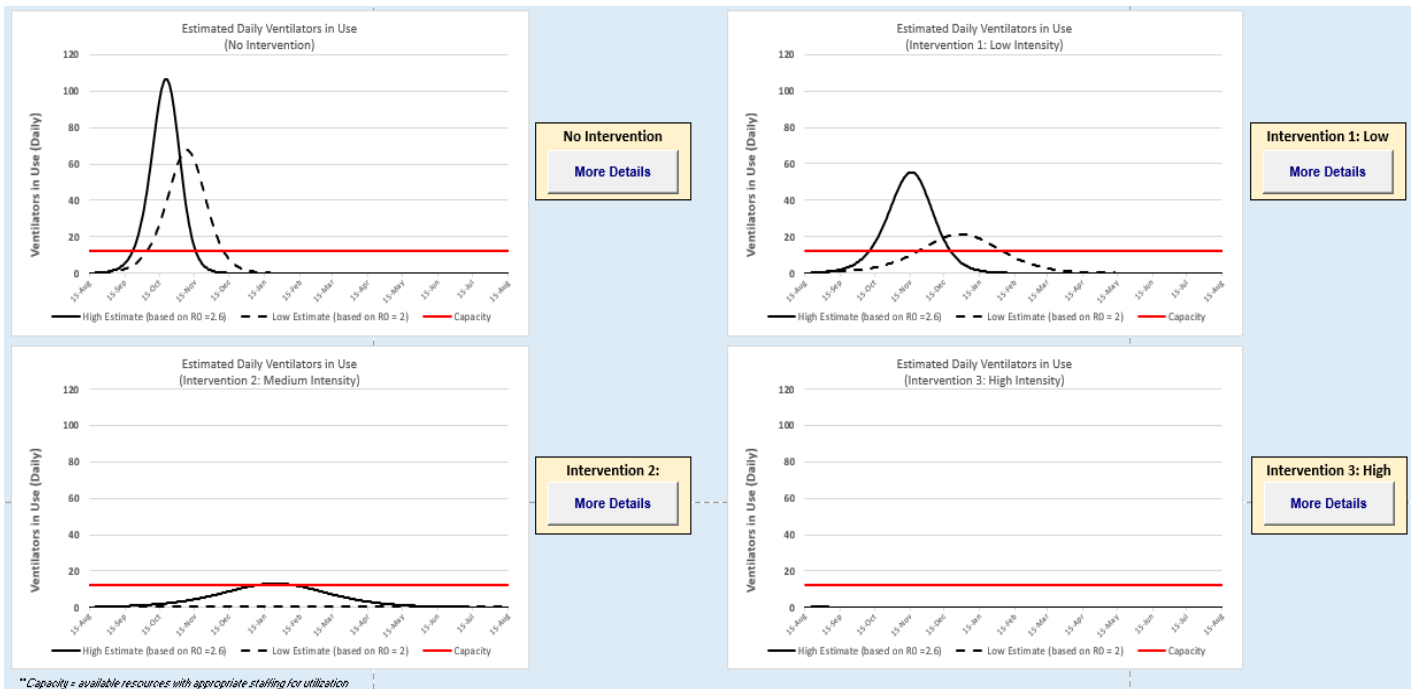 Estimated Daily Ventilators in Use
(No Intervention)
Ventilators in Use (Daily)
120
100
80
60
40
20
0
15-Aug
15-Sep
15-Oct
15-Nov
15-Dec
15-Jan
15-Feb
15-Mar
15-Apr
15-May
15-Jun
15-Jul
15-Aug
High Estimate (based on R0 =2.6)
Low Estimate (based on R0 = 2)
Capacity
No Intervention
More Details
Estimated Daily Ventilators in Use
(Intervention 1: Low Intensity)
Ventilators in Use (Daily)
120
100
80
60
40
20
0
15-Aug
15-Sep
15-Oct
15-Nov
15-Dec
15-Jan
15-Feb
15-Mar
15-Apr
15-May
15-Jun
15-Jul
15-Aug
High Estimate (based on R0 =2.6)
Low Estimate (based on R0 = 2)
Capacity
Intervention 1: Low
More Details
Estimated Daily Ventilators in Use
(Intervention 2: Medium Intensity)
Ventilators in Use (Daily)
120
100
80
60
40
20
0
15-Aug
15-Sep
15-Oct
15-Nov
15-Dec
15-Jan
15-Feb
15-Mar
15-Apr
15-May
15-Jun
15-Jul
15-Aug
High Estimate (based on R0 =2.6)
Low Estimate (based on R0 = 2)
Capacity
Intervention 2:
More Details
Estimated Daily Ventilators in Use
(Intervention 3: High Intensity)
Ventilators in Use (Daily)
120
100
80
60
40
20
0
15-Aug
15-Sep
15-Oct
15-Nov
15-Dec
15-Jan
15-Feb
15-Mar
15-Apr
15-May
15-Jun
15-Jul
15-Aug
High Estimate (based on R0 =2.6)
Low Estimate (based on R0 = 2)
Capacity
Intervention 3: High
More Details
**Capacity = available resources with appropriate staffing for utilization